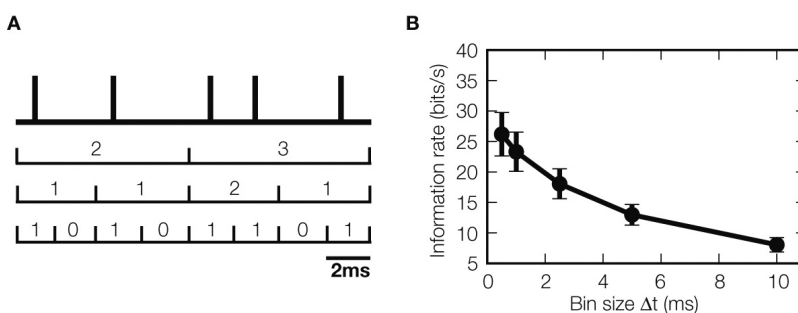 A
2 3
1 1 2 1
1 0 1 0 1 1 0 1
2ms
B
Information rate (bits/s)
40
35
30
25
20
15
10
5
0 2 4 6 8 10
Bin size Δt (ms)